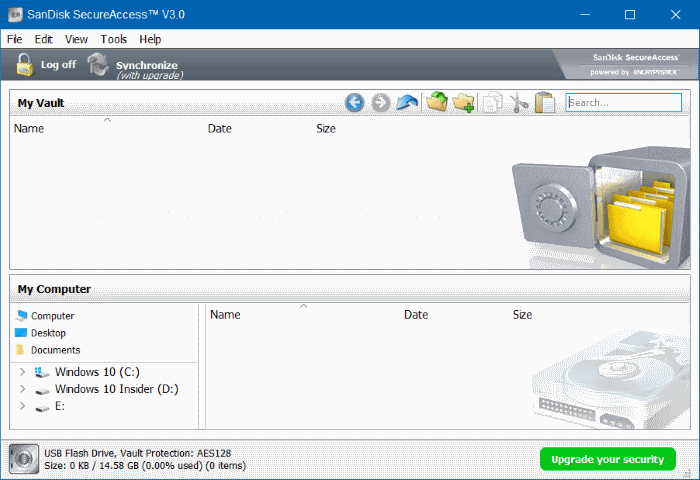 SanDisk SecureAccess™ V3.0
File Edit View Tools Help
Log off
Synchronize
(with upgrade)
SanDisk SecureAccess™
powered by ENCRYPTSTICK™
My Vault
Search...
Name Date Size
My Computer
Computer
Desktop
Documents
Windows 10 (C:)
Windows 10 Insider (D:)
E:
Name Date Size
USB Flash Drive, Vault Protection: AES128
Size: 0 KB / 14.58 GB (0.00% used) (0 items)
Upgrade your security